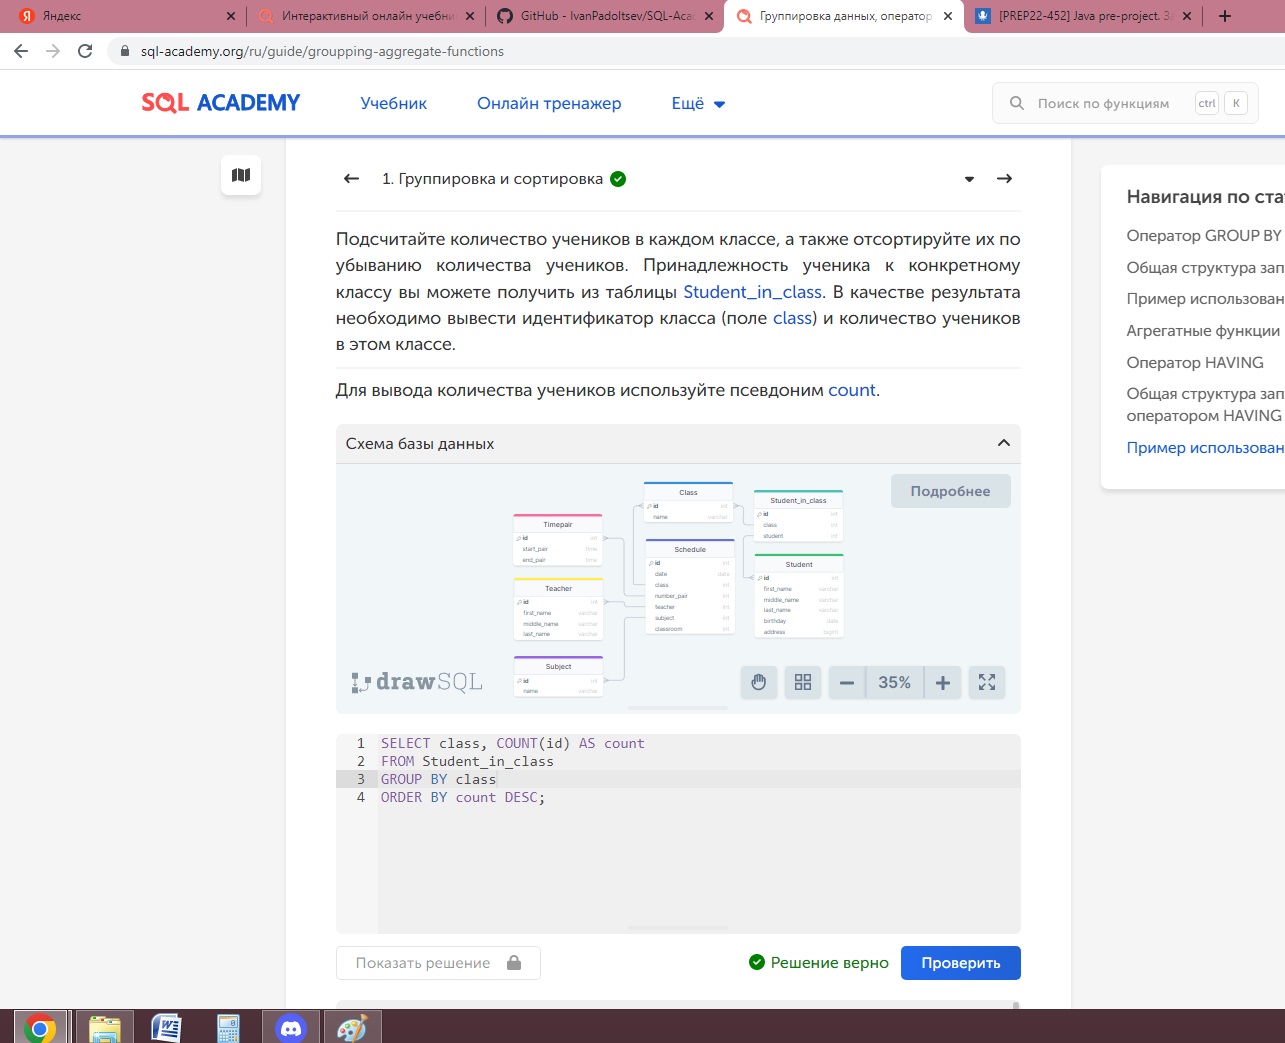 Яндекс
Интерактивный онлайн учебни
GitHub - IvanPadoltsev/SQL-Aca
Группировка данных, оператор
[PREP22-452] Java pre-project. За
sql-academy.org/ru/guide/groupping-aggregate-functions
SQL ACADEMY
Учебник
Онлайн тренажер
Ещё
Поиск по функциям
ctrl
K
1. Группировка и сортировка
Подсчитайте количество учеников в каждом классе, а также отсортируйте их по
убыванию количества учеников. Принадлежность ученика к конкретному
классу вы можете получить из таблицы Student_in_class. В качестве результата
необходимо вывести идентификатор класса (поле class) и количество учеников
в этом классе.
Для вывода количества учеников используйте псевдоним count.
Схема базы данных
Подробнее
Class
id int
name varchar
Student_in_class
id int
class int
student int
Timepair
id int
start_pair time
end_pair time
Schedule
id int
date date
class int
number_pair int
teacher int
subject int
classroom int
Student
id int
first_name varchar
middle_name varchar
last_name varchar
birthday date
address bigint
Teacher
id int
first_name varchar
middle_name varchar
last_name varchar
Subject
id int
name varchar
drawSQL
35%
1 SELECT class, COUNT(id) AS count
2 FROM Student_in_class
3 GROUP BY class
4 ORDER BY count DESC;
Показать решение
Решение верно
Проверить
Навигация по ста
Оператор GROUP BY
Общая структура зап
Пример использован
Агрегатные функции
Оператор HAVING
Общая структура зап
оператором HAVING
Пример использован